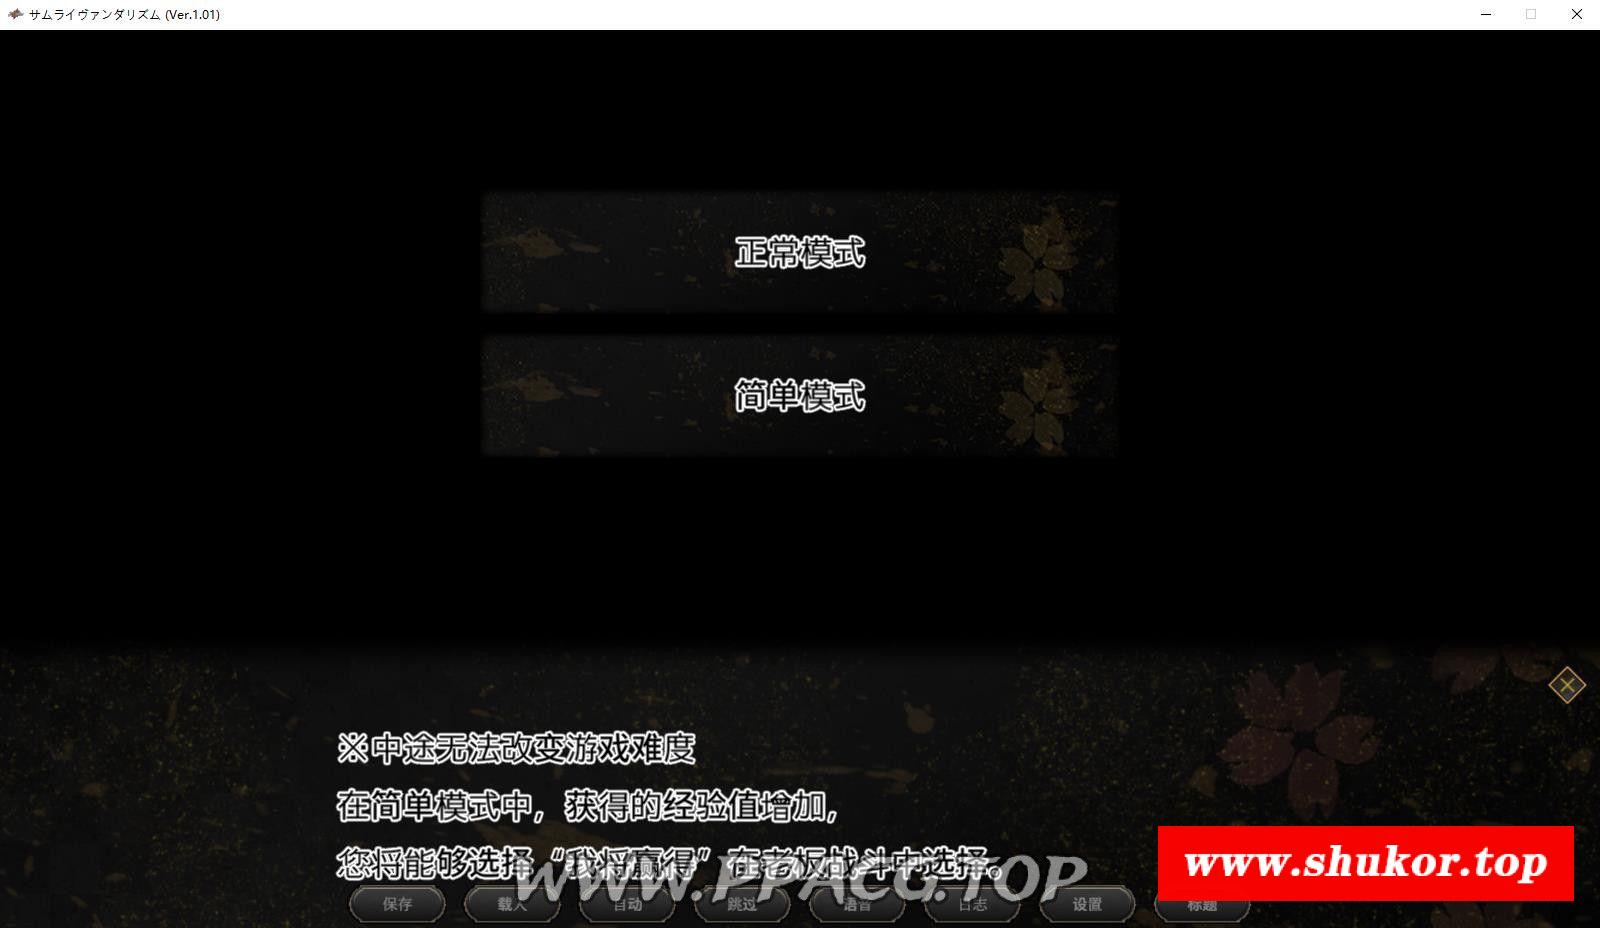 サムライヴァンダリズム (Ver.1.01)
正常模式
简单模式
※中途无法改变游戏难度
在简单模式中，获得的经验值增加，
您将能够选择“我将赢得”在老板战斗中选择。
WWW.PPACG.TOP
www.shukor.top
保存
载入
自动
跳过
语音
日志
设置
标题